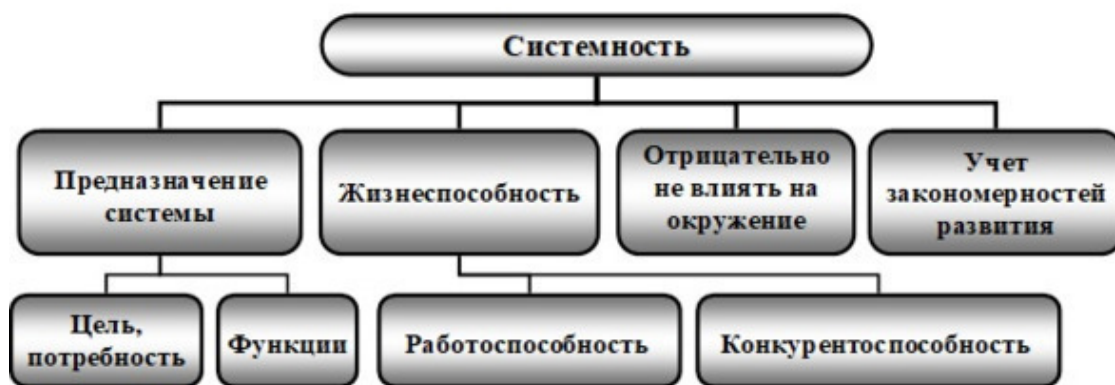 Системность
Предназначение
системы
Жизнеспособность
Отрицательно
не влиять на
окружение
Учет
закономерностей
развития
Цель,
потребность
Функции
Работоспособность
Конкурентоспособность